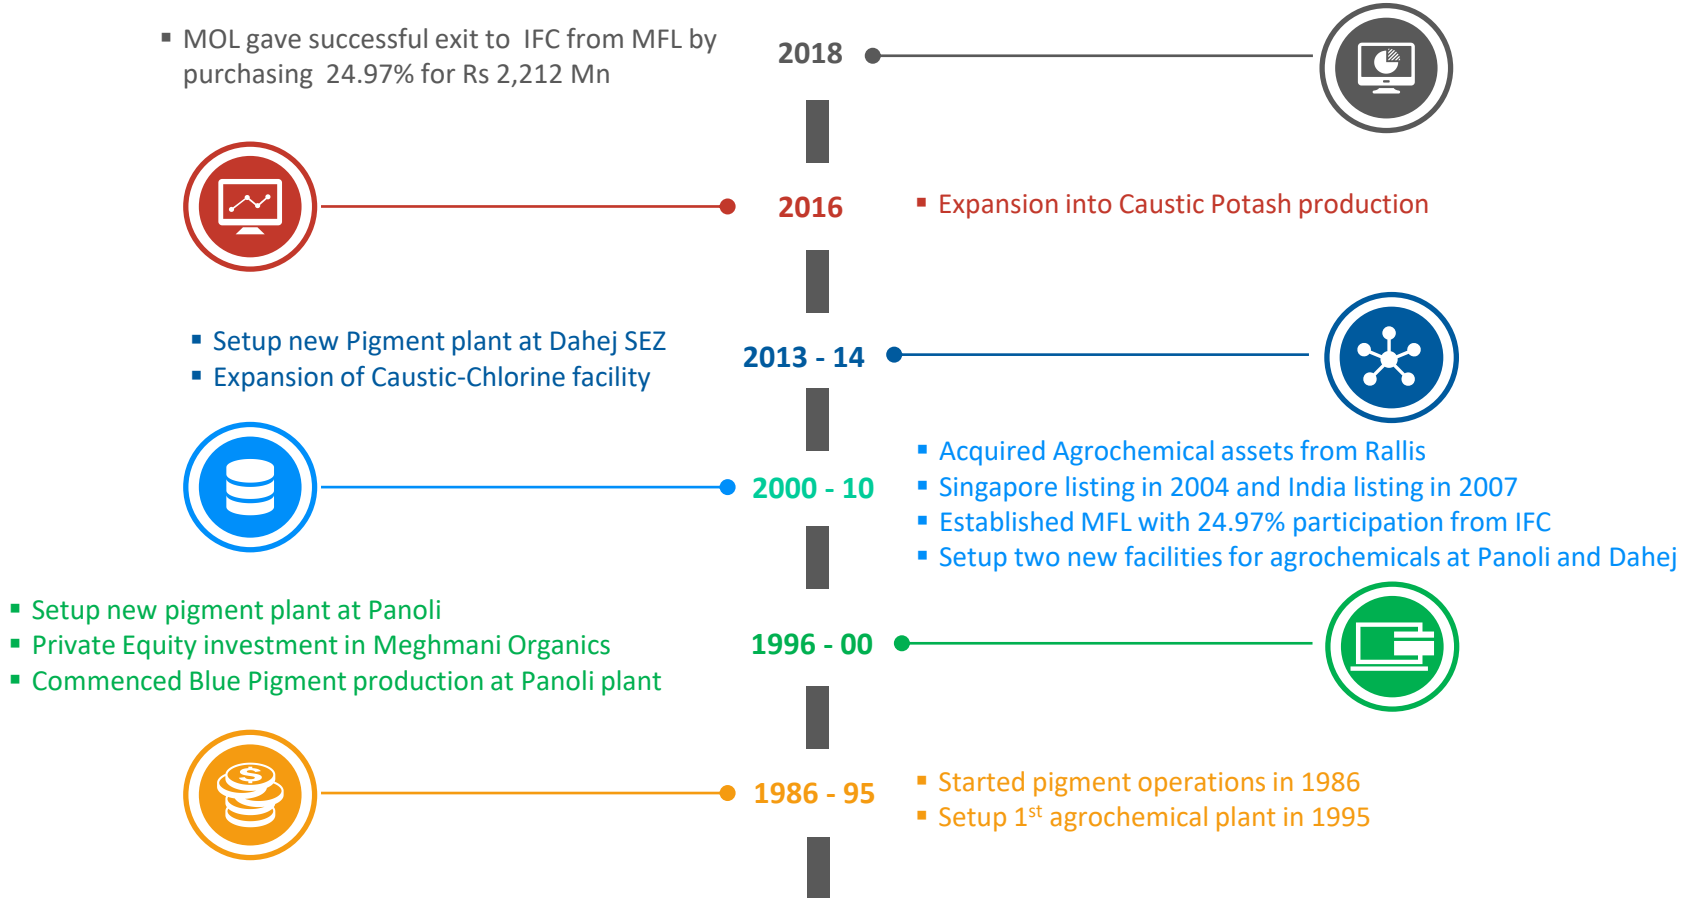 ▪ MOL gave successful exit to IFC from MFL by
purchasing 24.97% for Rs 2,212 Mn
2018
2016
▪ Expansion into Caustic Potash production
▪ Setup new Pigment plant at Dahej SEZ
▪ Expansion of Caustic-Chlorine facility
2013 - 14
2000 - 10
▪ Acquired Agrochemical assets from Rallis
▪ Singapore listing in 2004 and India listing in 2007
▪ Established MFL with 24.97% participation from IFC
▪ Setup two new facilities for agrochemicals at Panoli and Dahej
▪ Setup new pigment plant at Panoli
▪ Private Equity investment in Meghmani Organics
▪ Commenced Blue Pigment production at Panoli plant
1996 - 00
$
1986 - 95
▪ Started pigment operations in 1986
▪ Setup 1st agrochemical plant in 1995